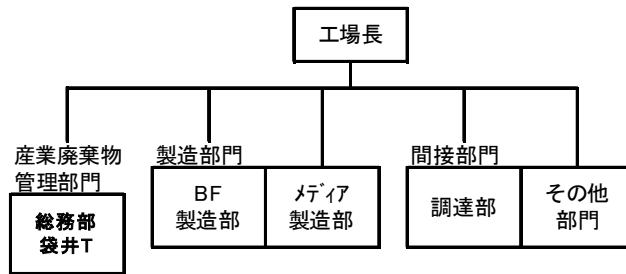 工場長
産業廃棄物
管理部門
製造部門
間接部門
総務部
袋井T
BF
製造部
ﾒﾃﾞｨｱ
製造部
調達部
その他
部門